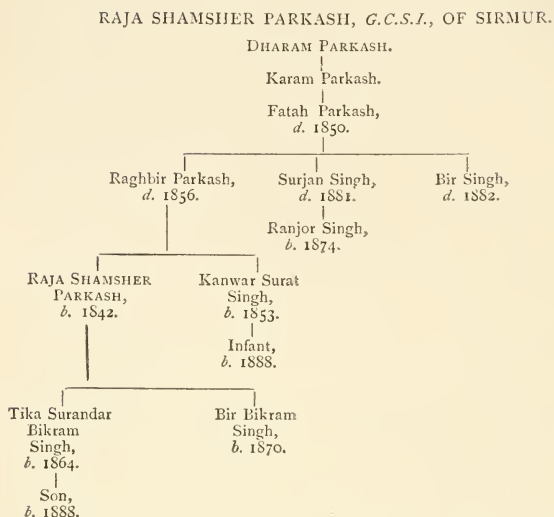 RAJA SHAMSHER PARKASH, G.C.S.I., OF SIRMUR.
DHARAM PARKASH.
Karam Parkash.
Fatah Parkash,
d. 1850.
Raghbir Parkash,
d. 1856.
Surjan Singh,
d. 1881.
Bir Singh,
d. 1882.
Ranjor Singh,
b. 1874.
RAJA SHAMSHER
PARKASH,
b. 1842.
Kanwar Surat
Singh,
b. 1853.
Infant,
b. 1888.
Tika Surandar
Bikram
Singh,
b. 1864.
Bir Bikram
Singh,
b. 1870.
Son,
b. 1888.